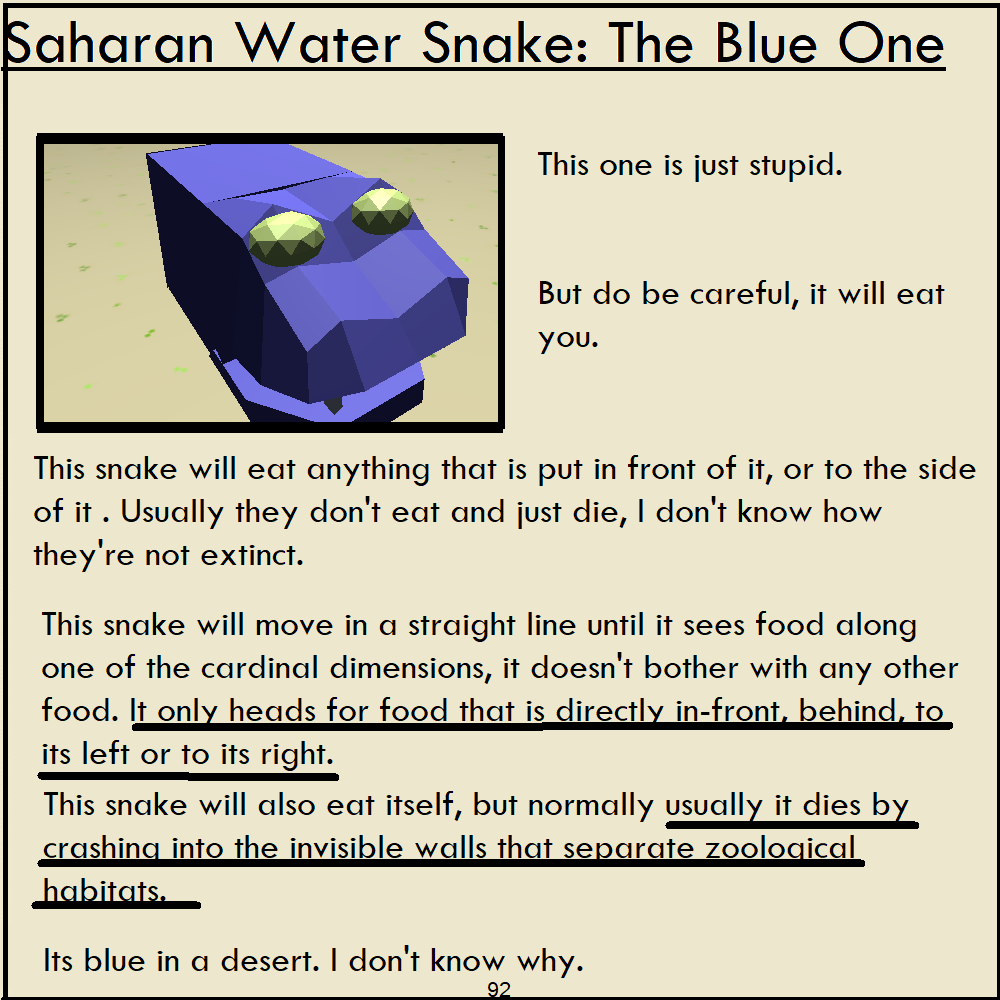 Saharan Water Snake: The Blue One
This one is just stupid.
But do be careful, it will eat
you.
This snake will eat anything that is put in front of it, or to the side
of it . Usually they don't eat and just die, I don't know how
they're not extinct.
This snake will move in a straight line until it sees food along
one of the cardinal dimensions, it doesn't bother with any other
food. It only heads for food that is directly in-front, behind, to
its left or to its right.
This snake will also eat itself, but normally usually it dies by
crashing into the invisible walls that separate zoological
habitats.
Its blue in a desert. I don't know why.
92